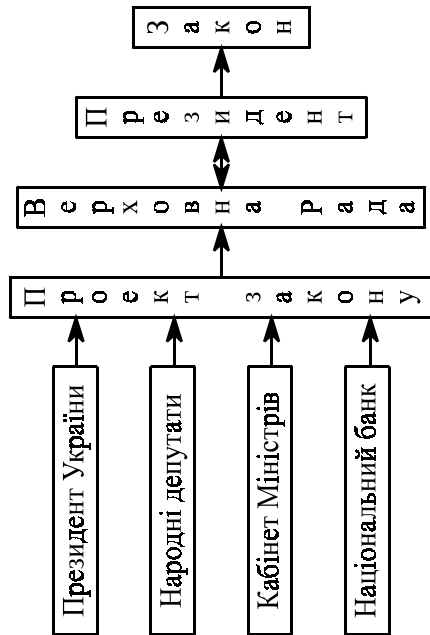 Президент України
Народні депутати
Кабінет Міністрів
Національний банк
Проект закону
Верховна Рада
Президент
Закон